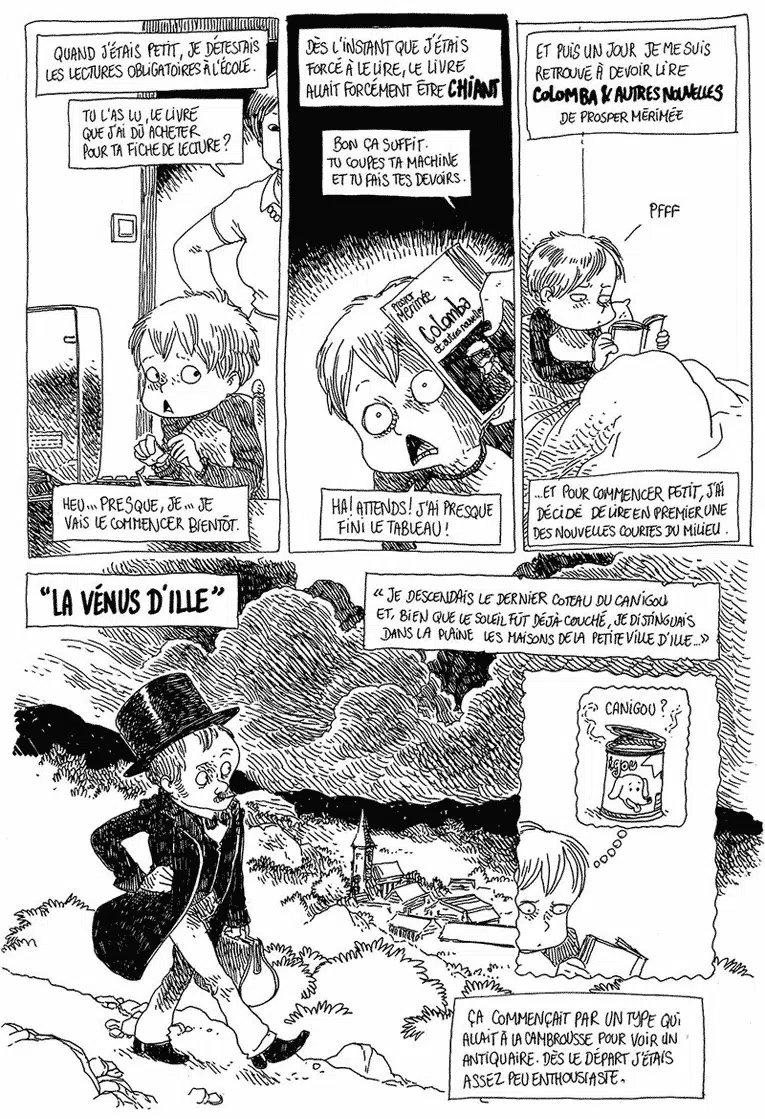 QUAND J'ÉTAIS PETIT, JE DÉTESTAIS
LES LECTURES OBLIGATOIRES À L'ÉCOLE.
TU L'AS LU, LE LIVRE
QUE J'AI DÛ ACHETER
POUR TA FICHE DE LECTURE?
HEU... PRESQUE, JE... JE
VAIS LE COMMENCER BIENTÔT.
DÈS L'INSTANT QUE J'ÉTAIS
FORCÉ À LE LIRE, LE LIVRE
ALLAIT FORCÉMENT ÊTRE CHIANT
BON ÇA SUFFIT.
TU COUPES TA MACHINE
ET TU FAIS TES DEVOIRS.
Prosper
Mérimée
Colomba
et autres nouvelles
HA! ATTENDS! J'AI PRESQUE
FINI LE TABLEAU!
ET PUIS UN JOUR JE ME SUIS
RETROUVÉ À DEVOIR LIRE
COLOMBA & AUTRES NOUVELLES
DE PROSPER MÉRIMÉE
PFFF
...ET POUR COMMENCER PETIT, J'AI
DÉCIDÉ DE LIRE EN PREMIER UNE
DES NOUVELLES COURTES DU MILIEU.
"LA VÉNUS D'ILLE"
"JE DESCENDAIS LE DERNIER COTEAU DU CANIGOU
ET, BIEN QUE LE SOLEIL FÛT DÉJÀ COUCHÉ, JE DISTINGUAIS
DANS LA PLAINE LES MAISONS DE LA PETITE VILLE D'ILLE...»
CANIGOU?
igou
ÇA COMMENÇAIT PAR UN TYPE QUI
ALLAIT À LA CAMBROUSSE POUR VOIR UN
ANTIQUAIRE. DÈS LE DÉPART J'ÉTAIS
ASSEZ PEU ENTHOUSIASTE.